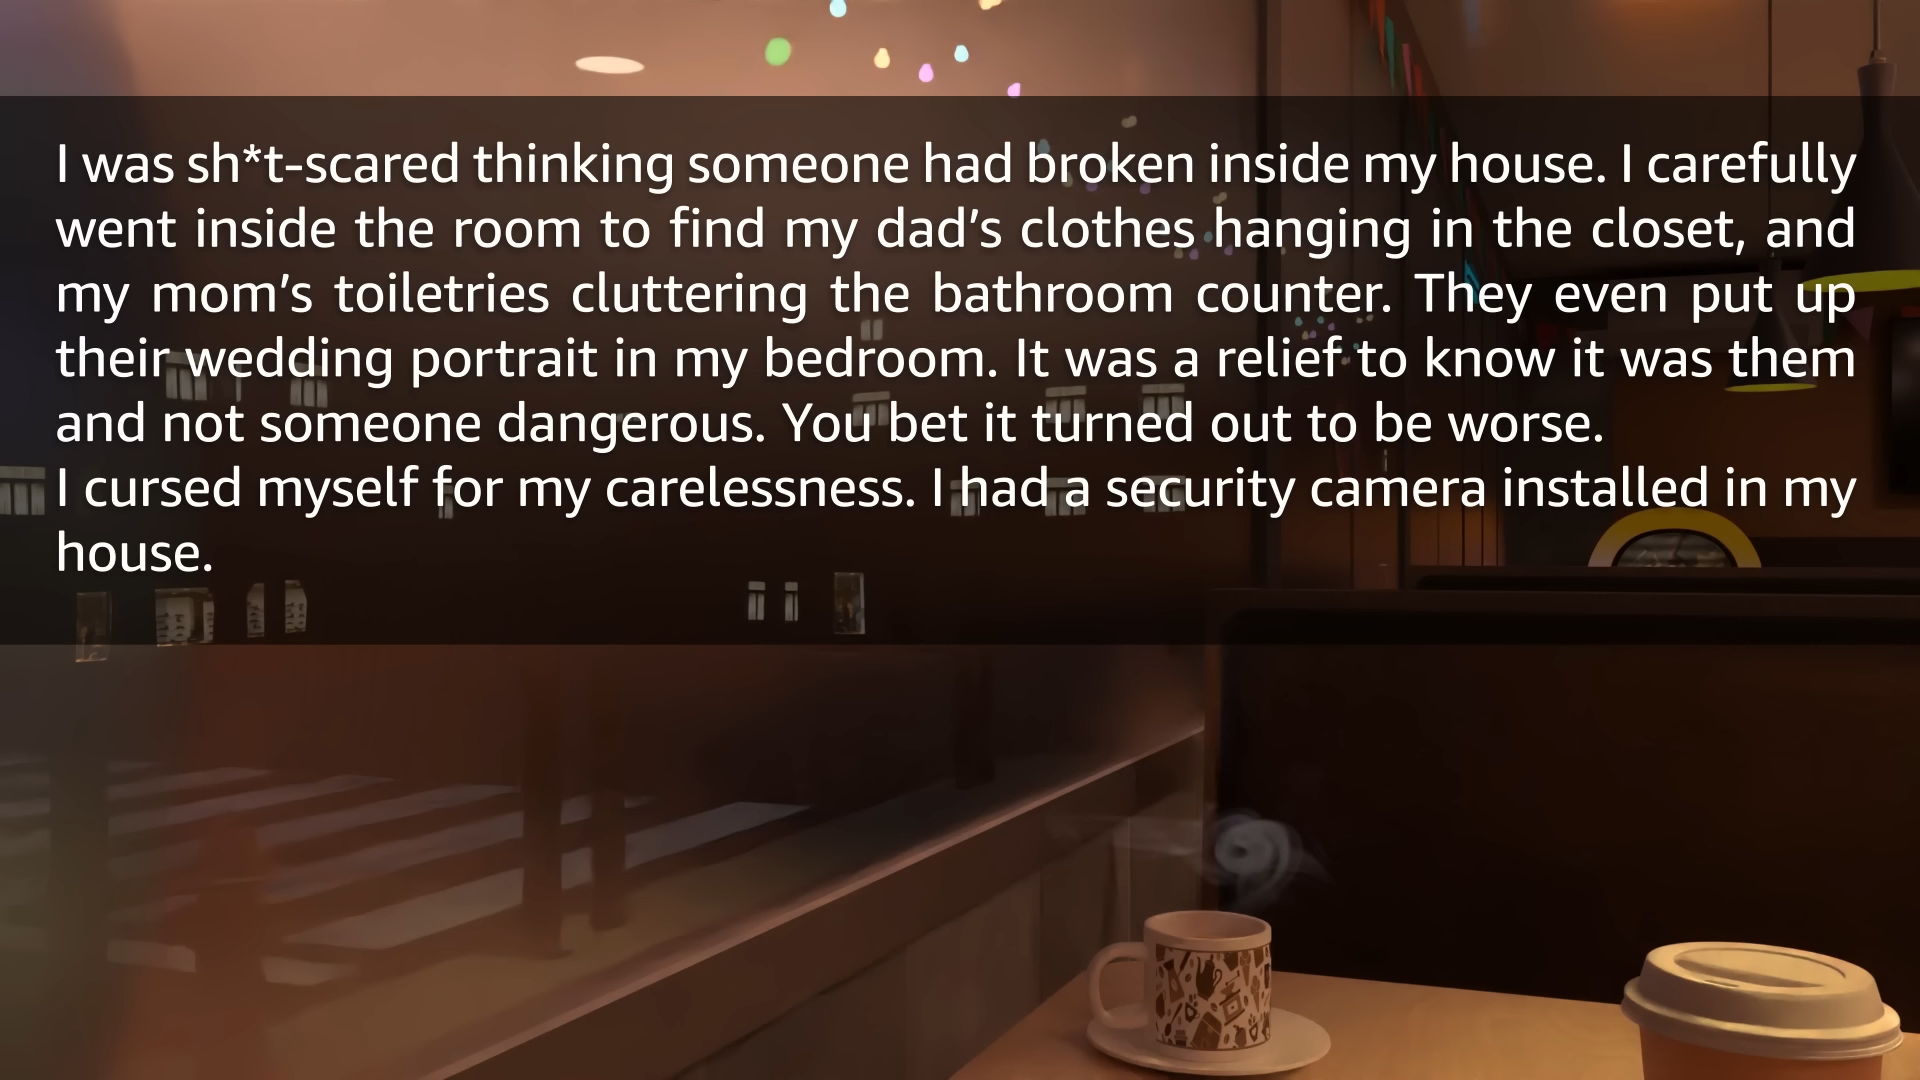 I was sh*t-scared thinking someone had broken inside my house. I carefully
went inside the room to find my dad’s clothes hanging in the closet, and
my mom’s toiletries cluttering the bathroom counter. They even put up
their wedding portrait in my bedroom. It was a relief to know it was them
and not someone dangerous. You bet it turned out to be worse.
I cursed myself for my carelessness. I had a security camera installed in my
house.